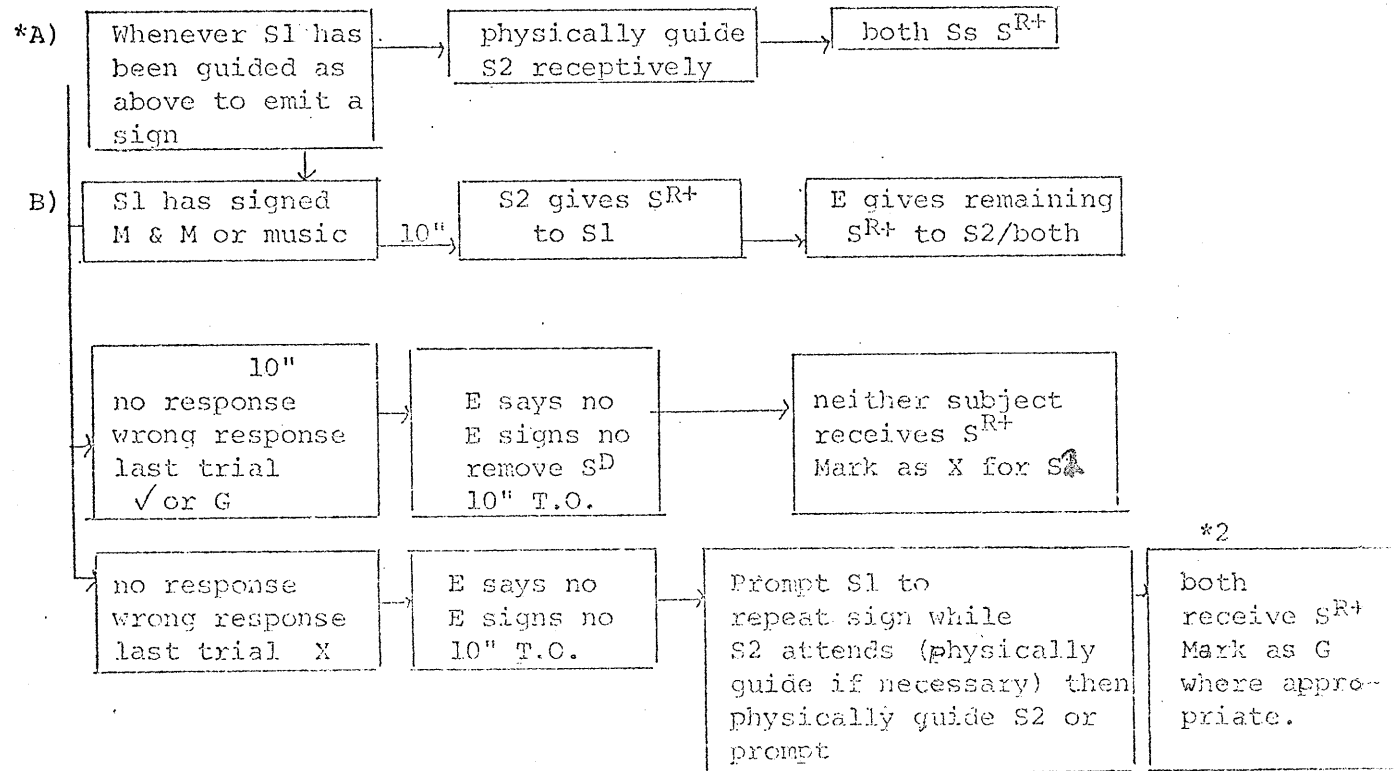 *A) Whenever S1 has
been guided as
above to emit a
sign
physically guide
S2 receptively
both Ss S^R+
B) S1 has signed
M & M or music
10"
S2 gives S^R+
to S1
E gives remaining
S^R+ to S2/both
10"
no response
wrong response
last trial
✓ or G
E says no
E signs no
remove S^D
10" T.O.
neither subject
receives S^R+
Mark as X for
no response
wrong response
last trial X
E says no
E signs no
10" T.O.
Prompt S1 to
repeat sign while
S2 attends (physically
guide if necessary) then
physically guide S2 or
prompt
*2
both
receive S^R+
Mark as G
where appro-
priate.